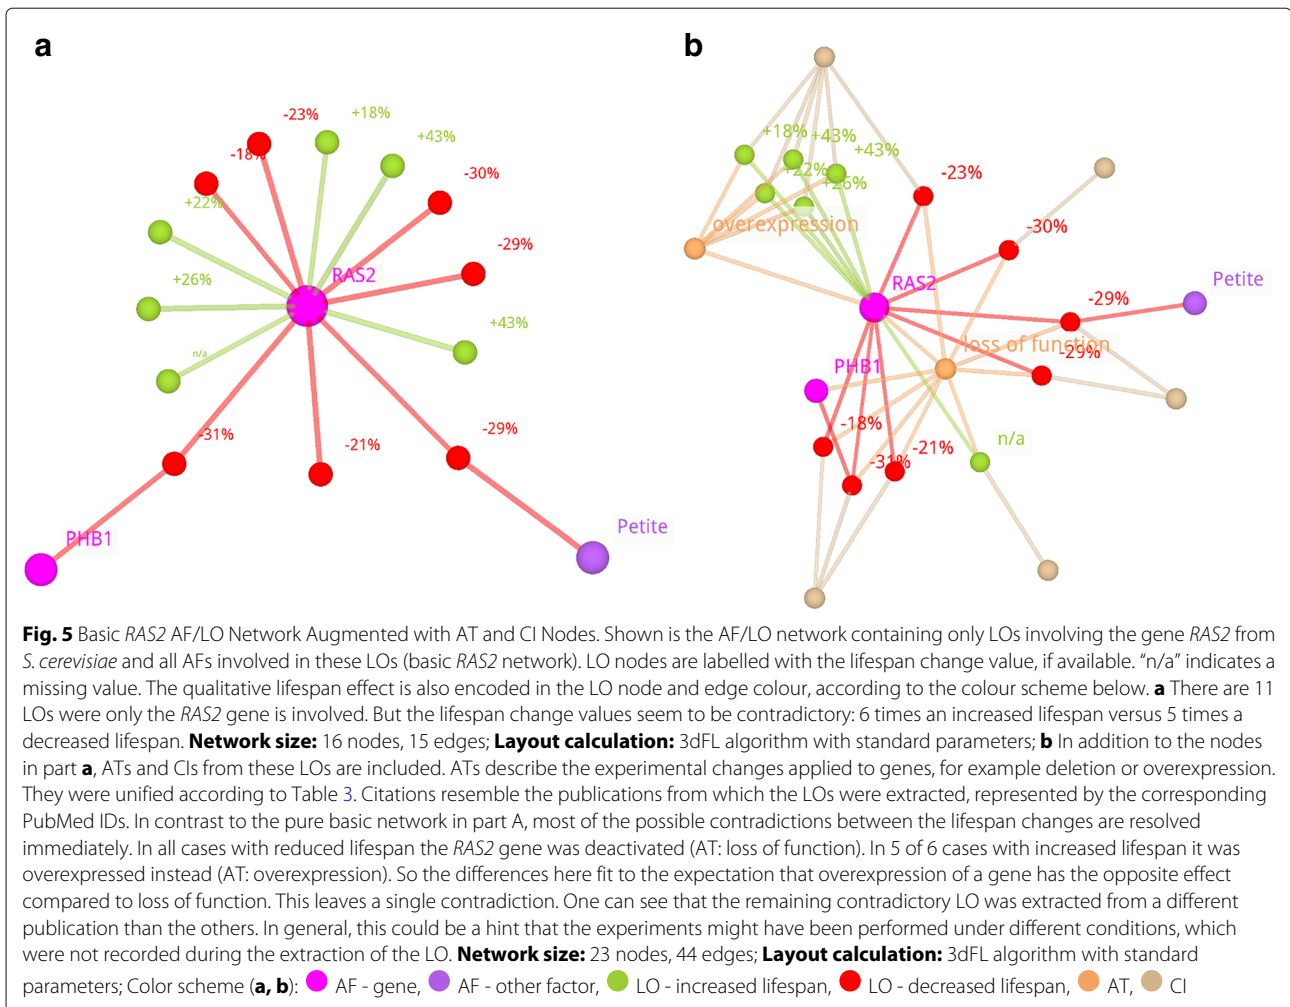 a
b
-23%
+18%
+43%
-18%
-30%
+22%
-29%
RAS2
+26%
+43%
n/a
-31%
-21%
-29%
PHB1
Petite
+18%
+43%
+43%
+22%
+26%
-23%
overexpression
-30%
RAS2
Petite
-29%
loss of function
-29%
PHB1
-18%
-31%
-21%
n/a
Fig. 5 Basic RAS2 AF/LO Network Augmented with AT and CI Nodes. Shown is the AF/LO network containing only LOs involving the gene RAS2 from
S. cerevisiae and all AFs involved in these LOs (basic RAS2 network). LO nodes are labelled with the lifespan change value, if available. “n/a” indicates a
missing value. The qualitative lifespan effect is also encoded in the LO node and edge colour, according to the colour scheme below. a There are 11
LOs were only the RAS2 gene is involved. But the lifespan change values seem to be contradictory: 6 times an increased lifespan versus 5 times a
decreased lifespan. Network size: 16 nodes, 15 edges; Layout calculation: 3dFL algorithm with standard parameters; b In addition to the nodes
in part a, ATs and CIs from these LOs are included. ATs describe the experimental changes applied to genes, for example deletion or overexpression.
They were unified according to Table 3. Citations resemble the publications from which the LOs were extracted, represented by the corresponding
PubMed IDs. In contrast to the pure basic network in part A, most of the possible contradictions between the lifespan changes are resolved
immediately. In all cases with reduced lifespan the RAS2 gene was deactivated (AT: loss of function). In 5 of 6 cases with increased lifespan it was
overexpressed instead (AT: overexpression). So the differences here fit to the expectation that overexpression of a gene has the opposite effect
compared to loss of function. This leaves a single contradiction. One can see that the remaining contradictory LO was extracted from a different
publication than the others. In general, this could be a hint that the experiments might have been performed under different conditions, which
were not recorded during the extraction of the LO. Network size: 23 nodes, 44 edges; Layout calculation: 3dFL algorithm with standard
parameters; Color scheme (a, b): AF - gene, AF - other factor, LO - increased lifespan, LO - decreased lifespan, AT, CI